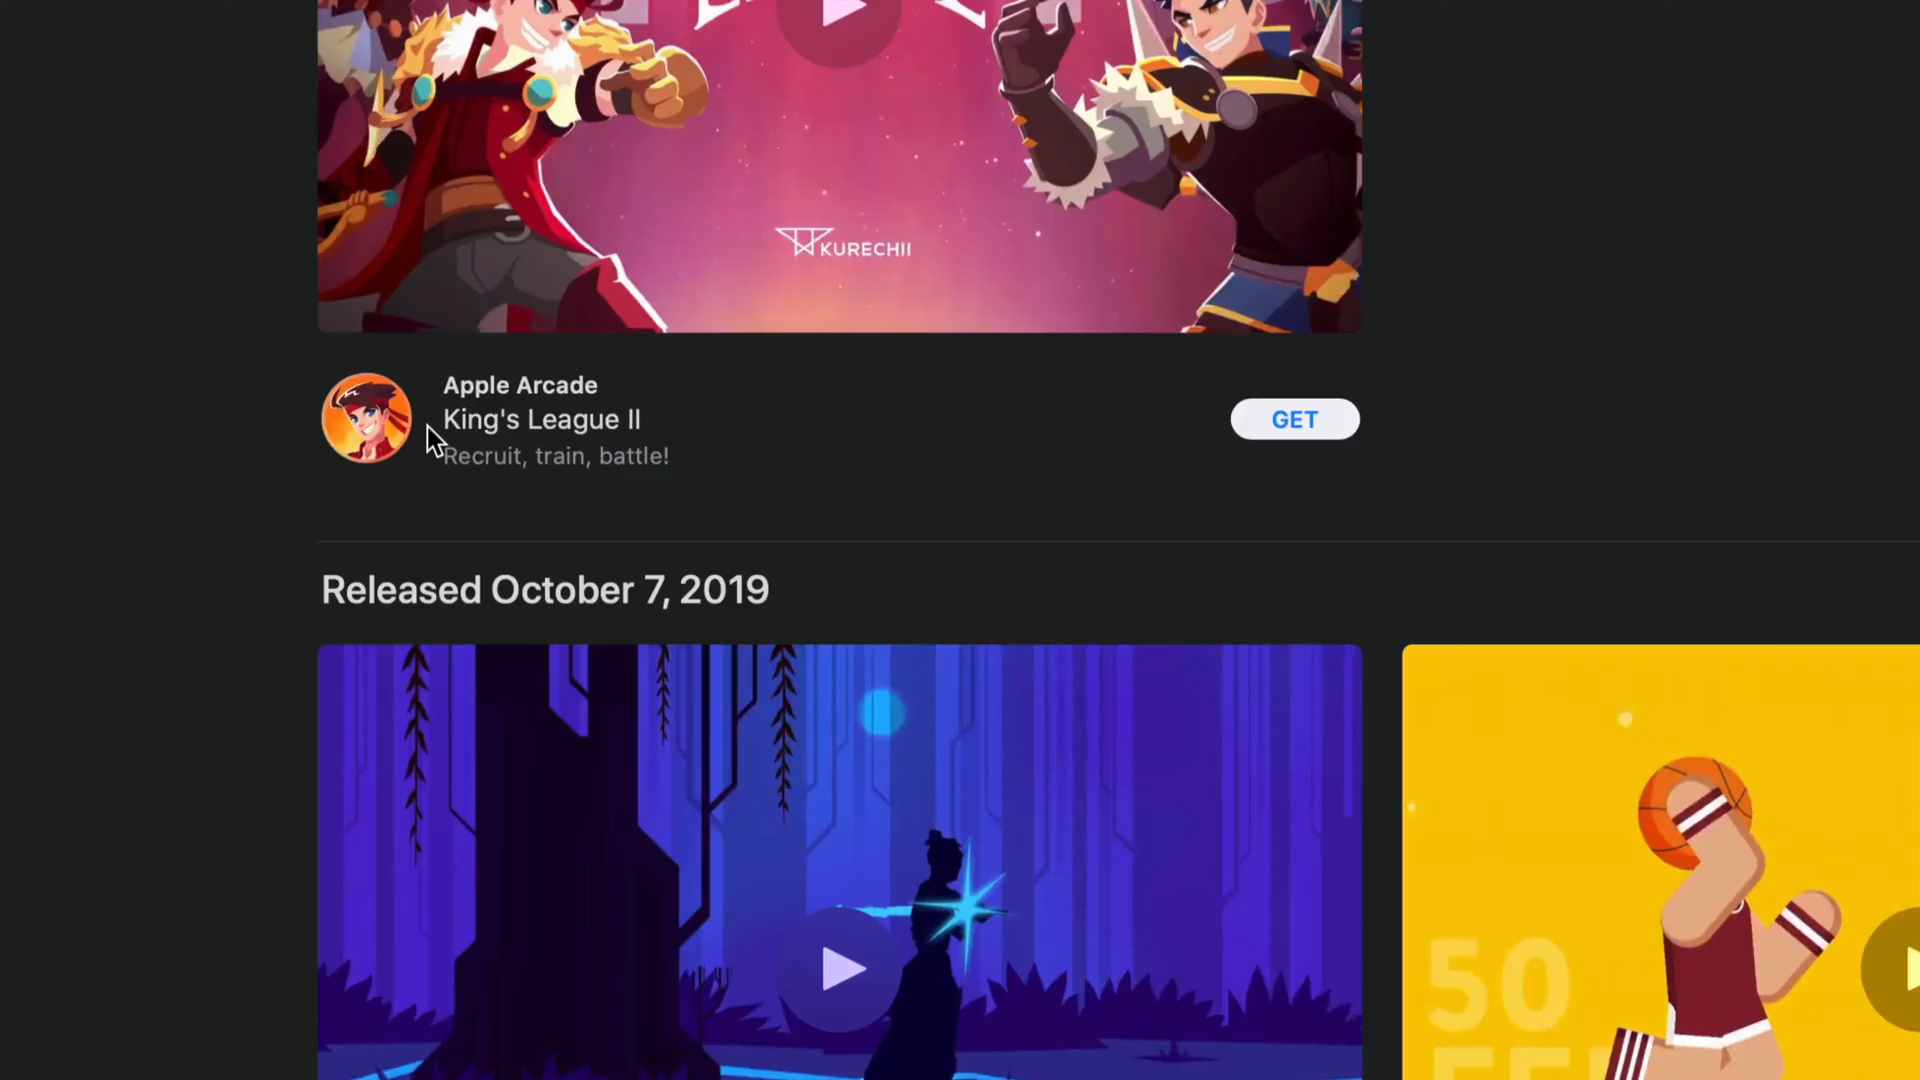 KURECHII
Apple Arcade
King's League II
GET
Recruit, train, battle!
Released October 7, 2019
50